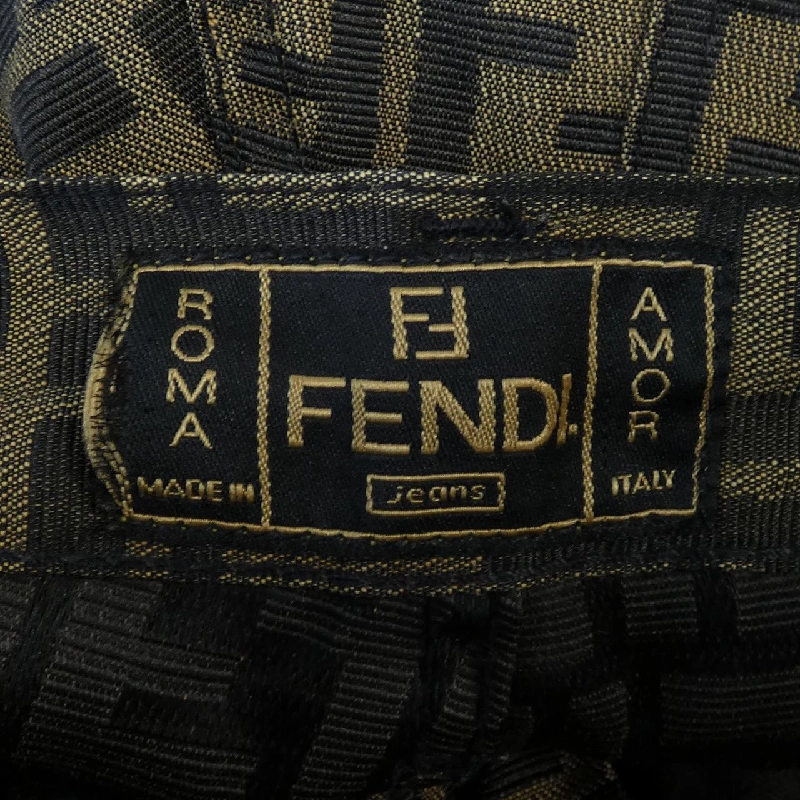 ROMA
MADE IN
FF
FENDI.
jeans
AMOR
ITALY